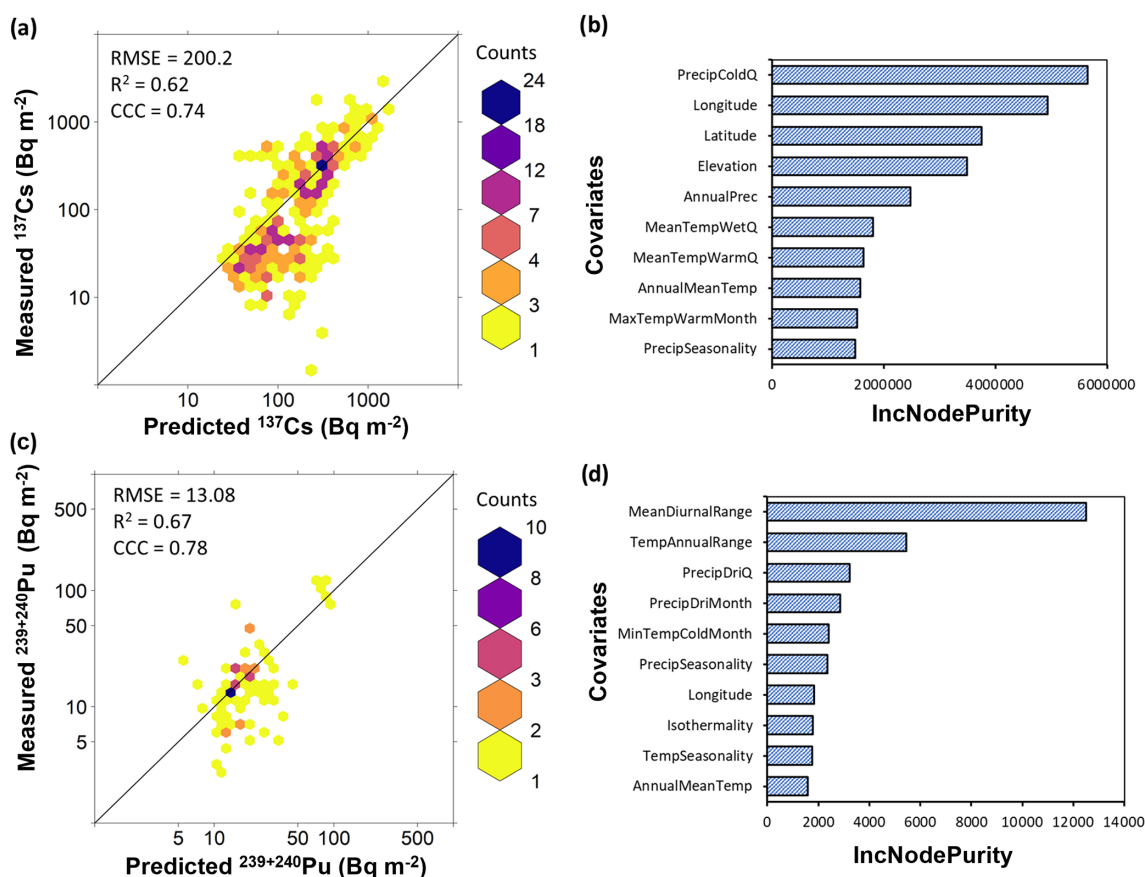 (a)
RMSE = 200.2
R² = 0.62
CCC = 0.74
1000
100
10
Measured ¹³⁷Cs (Bq m⁻²)
10
100
1000
Predicted ¹³⁷Cs (Bq m⁻²)
Counts
24
18
12
7
4
3
1
(b)
Covariates
PrecipColdQ
Longitude
Latitude
Elevation
AnnualPrec
MeanTempWetQ
MeanTempWarmQ
AnnualMeanTemp
MaxTempWarmMonth
PrecipSeasonality
0
2000000
4000000
6000000
IncNodePurity
(c)
RMSE = 13.08
R² = 0.67
CCC = 0.78
500
100
50
10
5
Measured ²³⁹⁺²⁴⁰Pu (Bq m⁻²)
5
10
50
100
500
Predicted ²³⁹⁺²⁴⁰Pu (Bq m⁻²)
Counts
10
8
6
3
2
1
(d)
Covariates
MeanDiurnalRange
TempAnnualRange
PrecipDriQ
PrecipDriMonth
MinTempColdMonth
PrecipSeasonality
Longitude
Isothermality
TempSeasonality
AnnualMeanTemp
0
2000
4000
6000
8000
10000
12000
14000
IncNodePurity